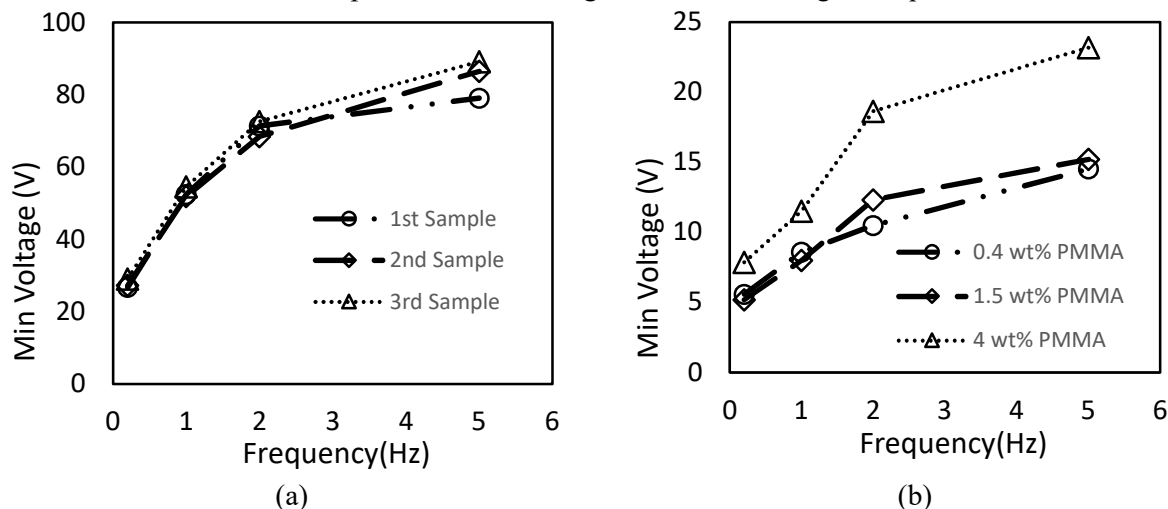 100
80
60
40
20
0
Min Voltage (V)
0 1 2 3 4 5 6
Frequency(Hz)
1st Sample
2nd Sample
3rd Sample
(a)
25
20
15
10
5
0
Min Voltage (V)
0 1 2 3 4 5 6
Frequency(Hz)
0.4 wt% PMMA
1.5 wt% PMMA
4 wt% PMMA
(b)